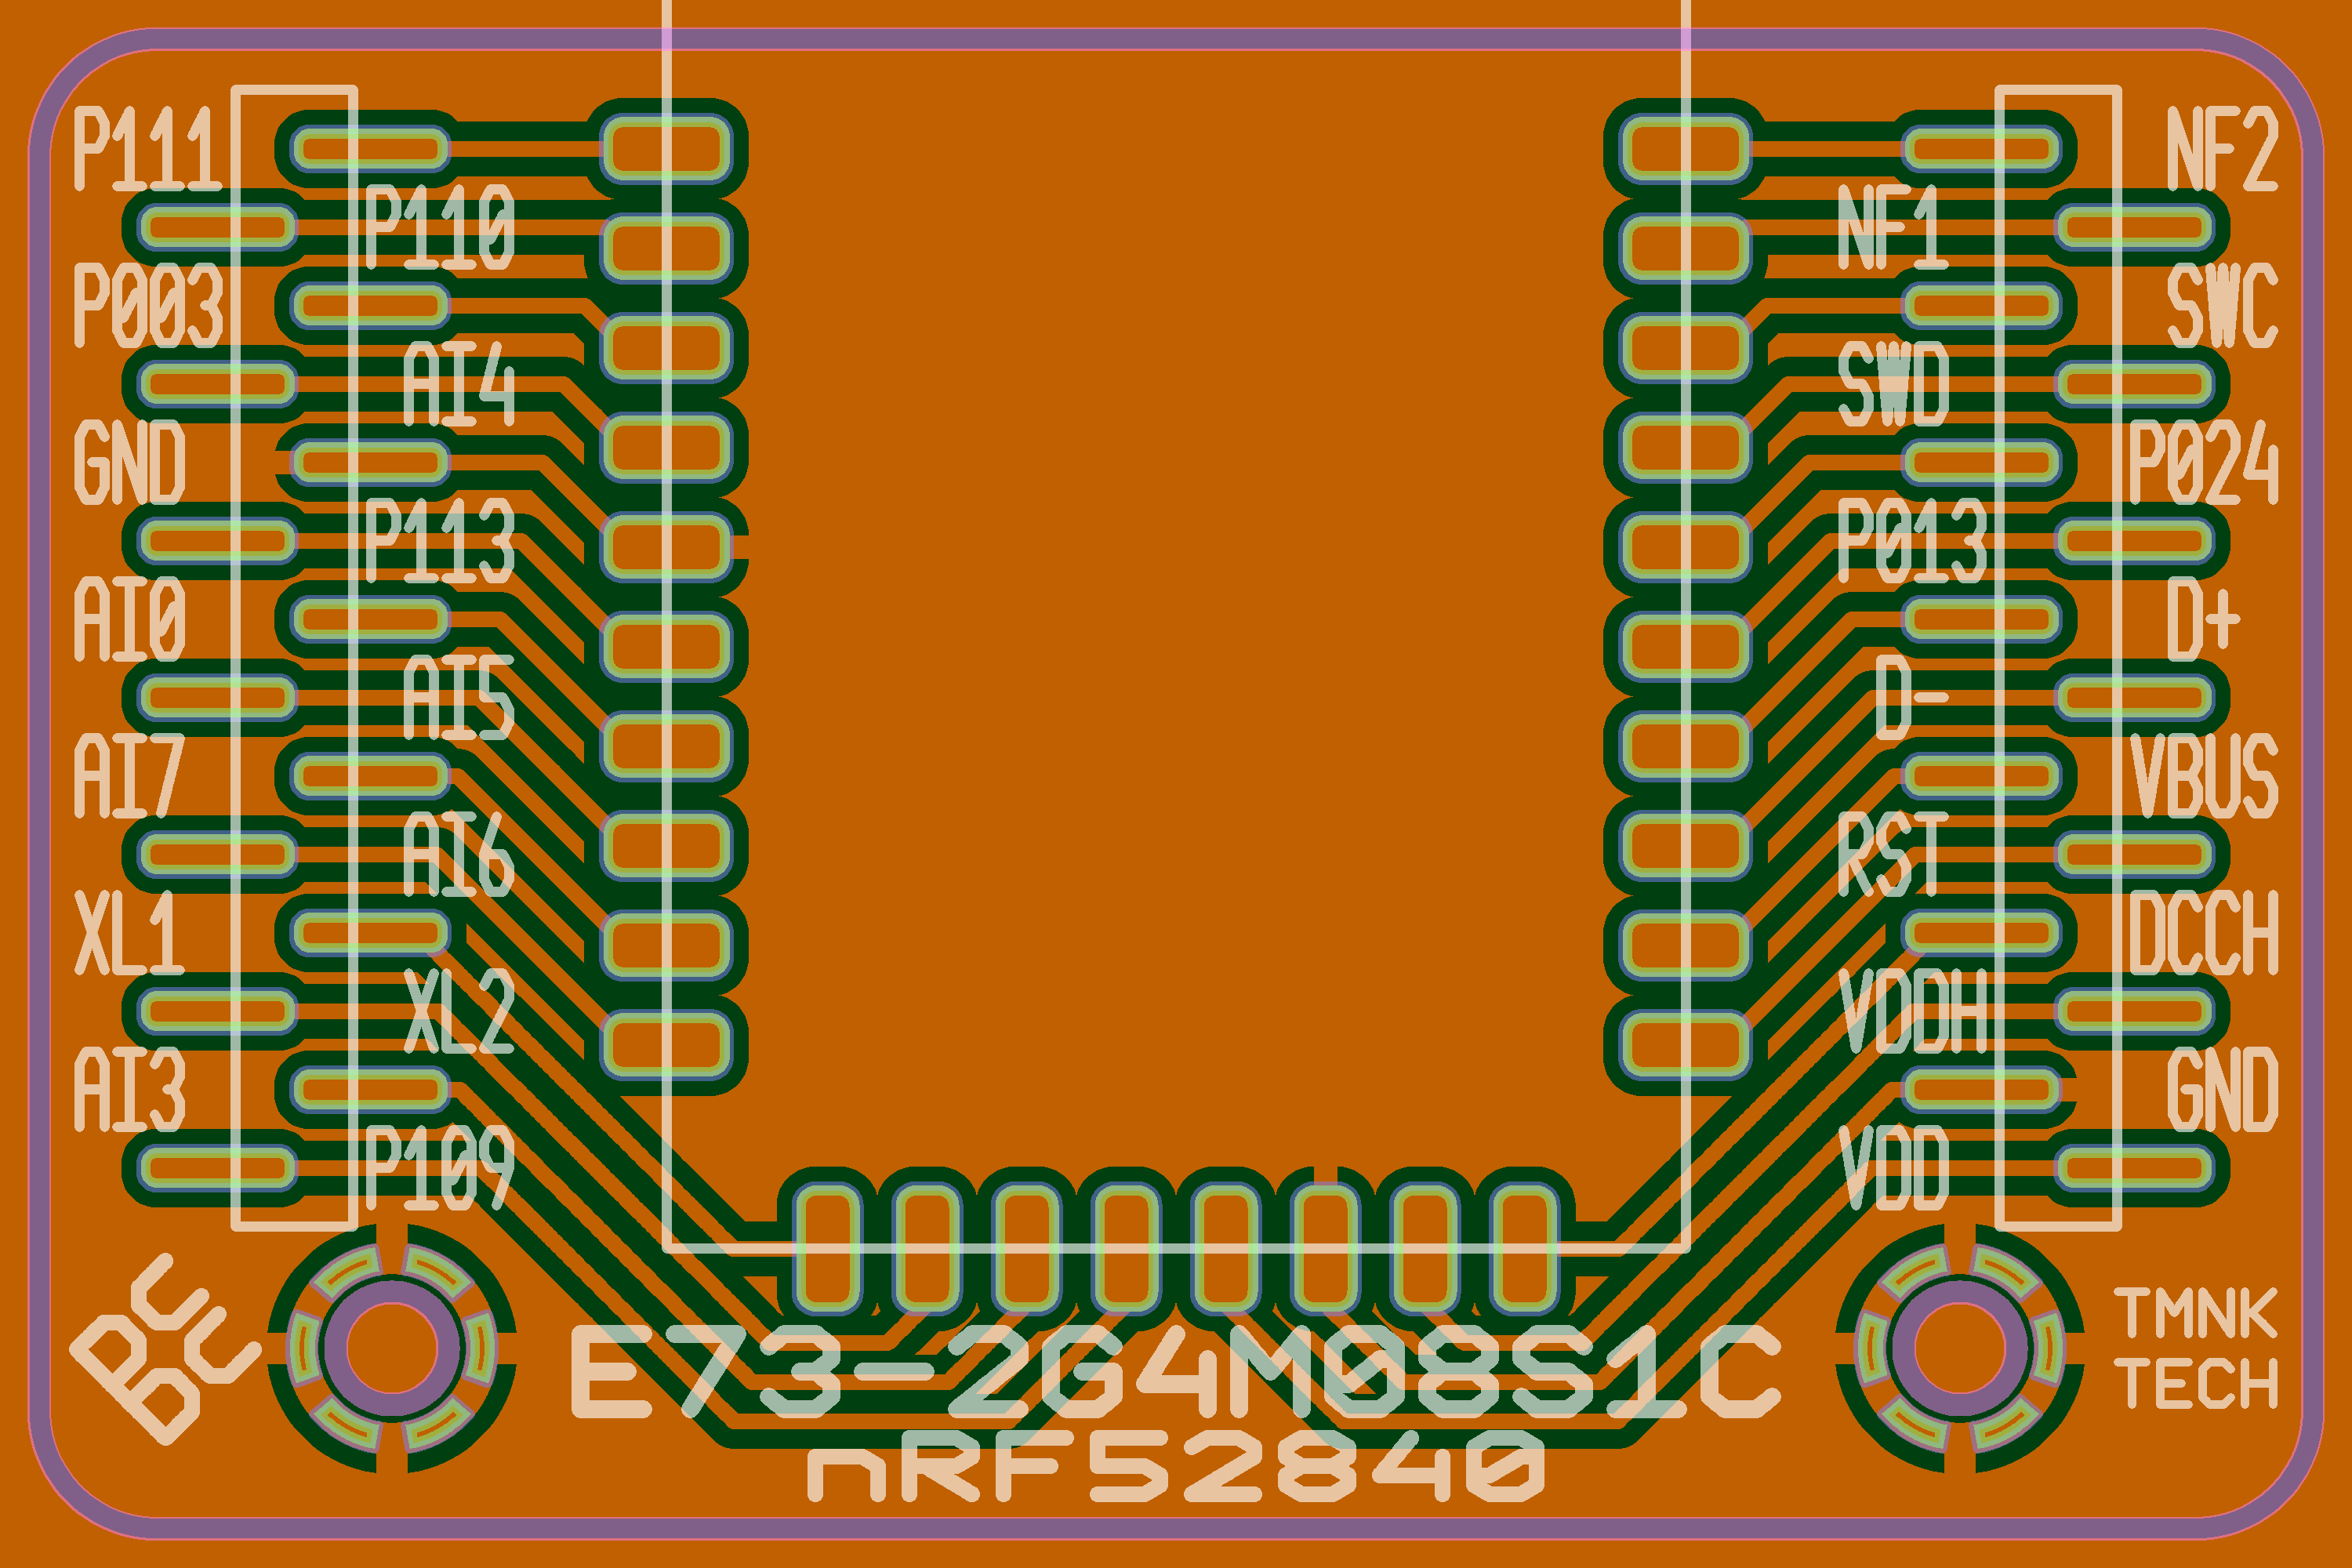 P111
P110
P003
AI4
GND
P113
AI0
AI5
AI7
AI6
XL1
XL2
AI3
P109
NF2
NF1
SWC
SWD
P024
P013
D+
D-
VBUS
RST
DCCH
VDDH
GND
VDD
E73-2G4M08S1C
nRF52840
TMNK
TECH